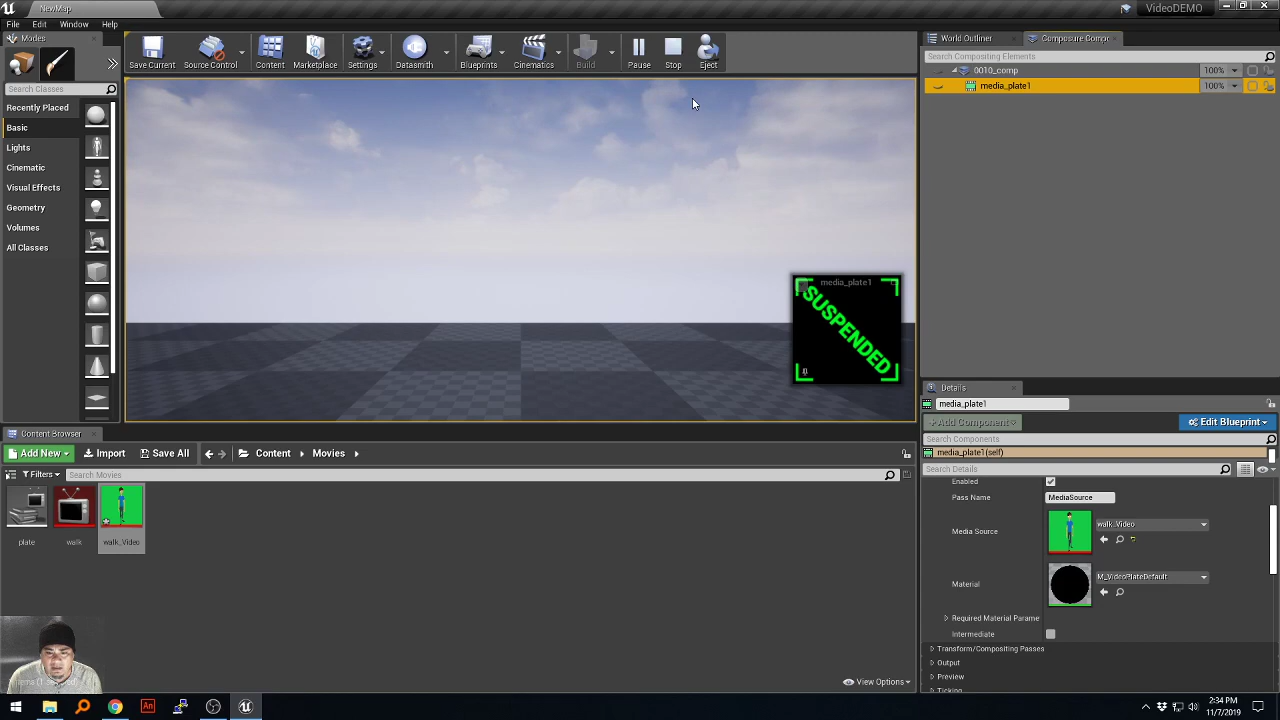 NewMap
VideoDEMO
File Edit Window Help
Modes
World Outliner
Composure Compo
Save Current
Source Control
Content
Marketplace
Settings
Datasmith
Blueprints
Cinematics
Build
Pause
Stop
Eject
Search Compositing Elements
0010_comp
100%
media_plate1
100%
Search Classes
Recently Placed
Basic
Lights
Cinematic
Visual Effects
Geometry
Volumes
All Classes
media_plate1
SUSPENDED
Details
media_plate1
+ Add Component
Edit Blueprint
Search Components
media_plate1(self)
Search Details
Enabled
Pass Name
MediaSource
Media Source
walk_Video
Material
M_VideoPlateDefault
Required Material Parame
Intermediate
Transform/Compositing Passes
Output
Preview
Ticking
Content Browser
Add New
Import
Save All
Content
Movies
Filters
Search Movies
plate
walk
walk_Video
View Options
An
2:34 PM
11/7/2019